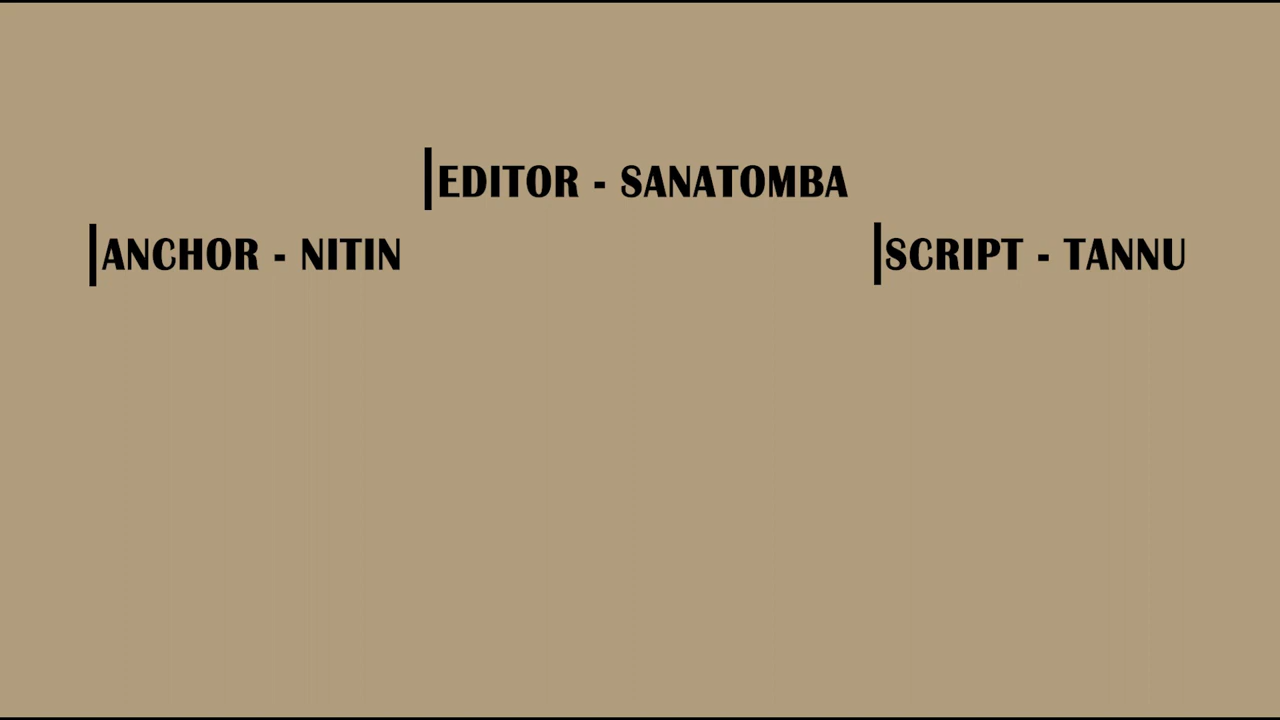 EDITOR - SANATOMBA
ANCHOR - NITIN
SCRIPT - TANNU